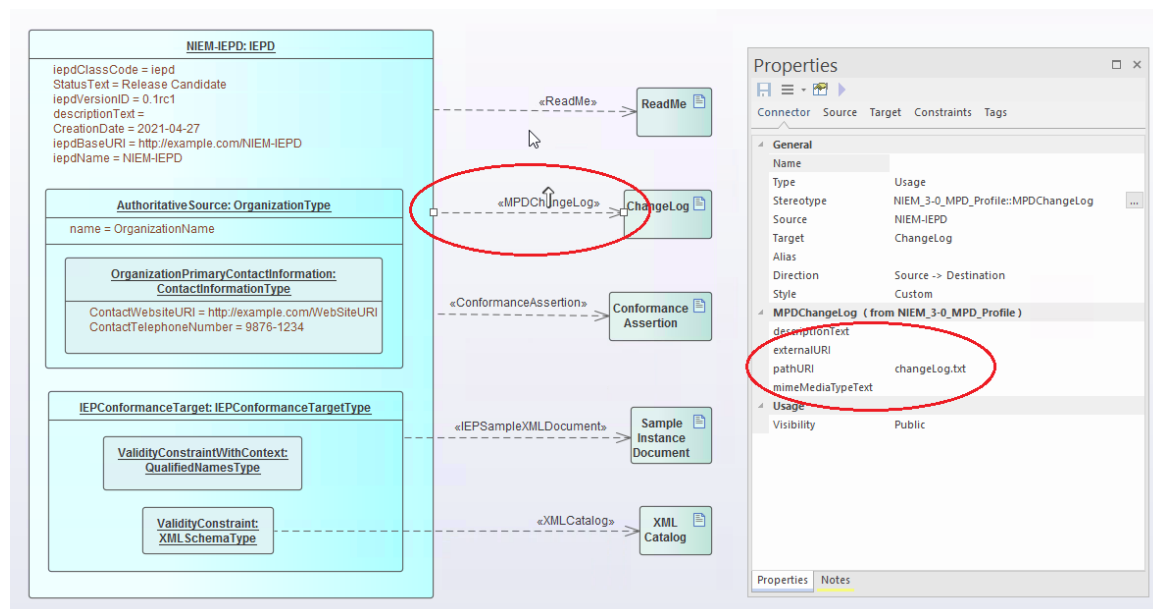 NIEM-IEPD: IEPD
iepdClassCode = iepd
StatusText = Release Candidate
iepdVersionID = 0.1rc1
descriptionText =
CreationDate = 2021-04-27
iepdBaseURI = http://example.com/NIEM-IEPD
iepdName = NIEM-IEPD
AuthoritativeSource: OrganizationType
name = OrganizationName
OrganizationPrimaryContactInformation:
ContactInformationType
ContactWebsiteURI = http://example.com/WebSiteURI
ContactTelephoneNumber = 9876-1234
IEPConformanceTarget: IEPConformanceTargetType
ValidityConstraintWithContext:
QualifiedNamesType
ValidityConstraint:
XMLSchemaType
«ReadMe»
ReadMe
«MPDChangeLog»
ChangeLog
«ConformanceAssertion»
Conformance
Assertion
«IEPSampleXMLDocument»
Sample
Instance
Document
«XMLCatalog»
XML
Catalog
Properties
Connector Source Target Constraints Tags
General
Name
Type Usage
Stereotype NIEM_3-0_MPD_Profile::MPDChangeLog ...
Source NIEM-IEPD
Target ChangeLog
Alias
Direction Source -> Destination
Style Custom
MPDChangeLog ( from NIEM_3-0_MPD_Profile )
descriptionText
externalURI
pathURI changeLog.txt
mimeMediaTypeText
Usage
Visibility Public
Properties Notes